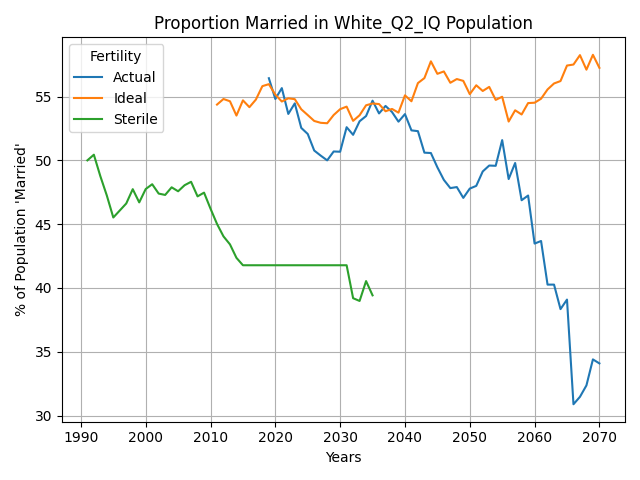 Proportion Married in White_Q2_IQ Population
% of Population 'Married'
Fertility
Actual
Ideal
Sterile
55
50
45
40
35
30
1990 2000 2010 2020 2030 2040 2050 2060 2070
Years